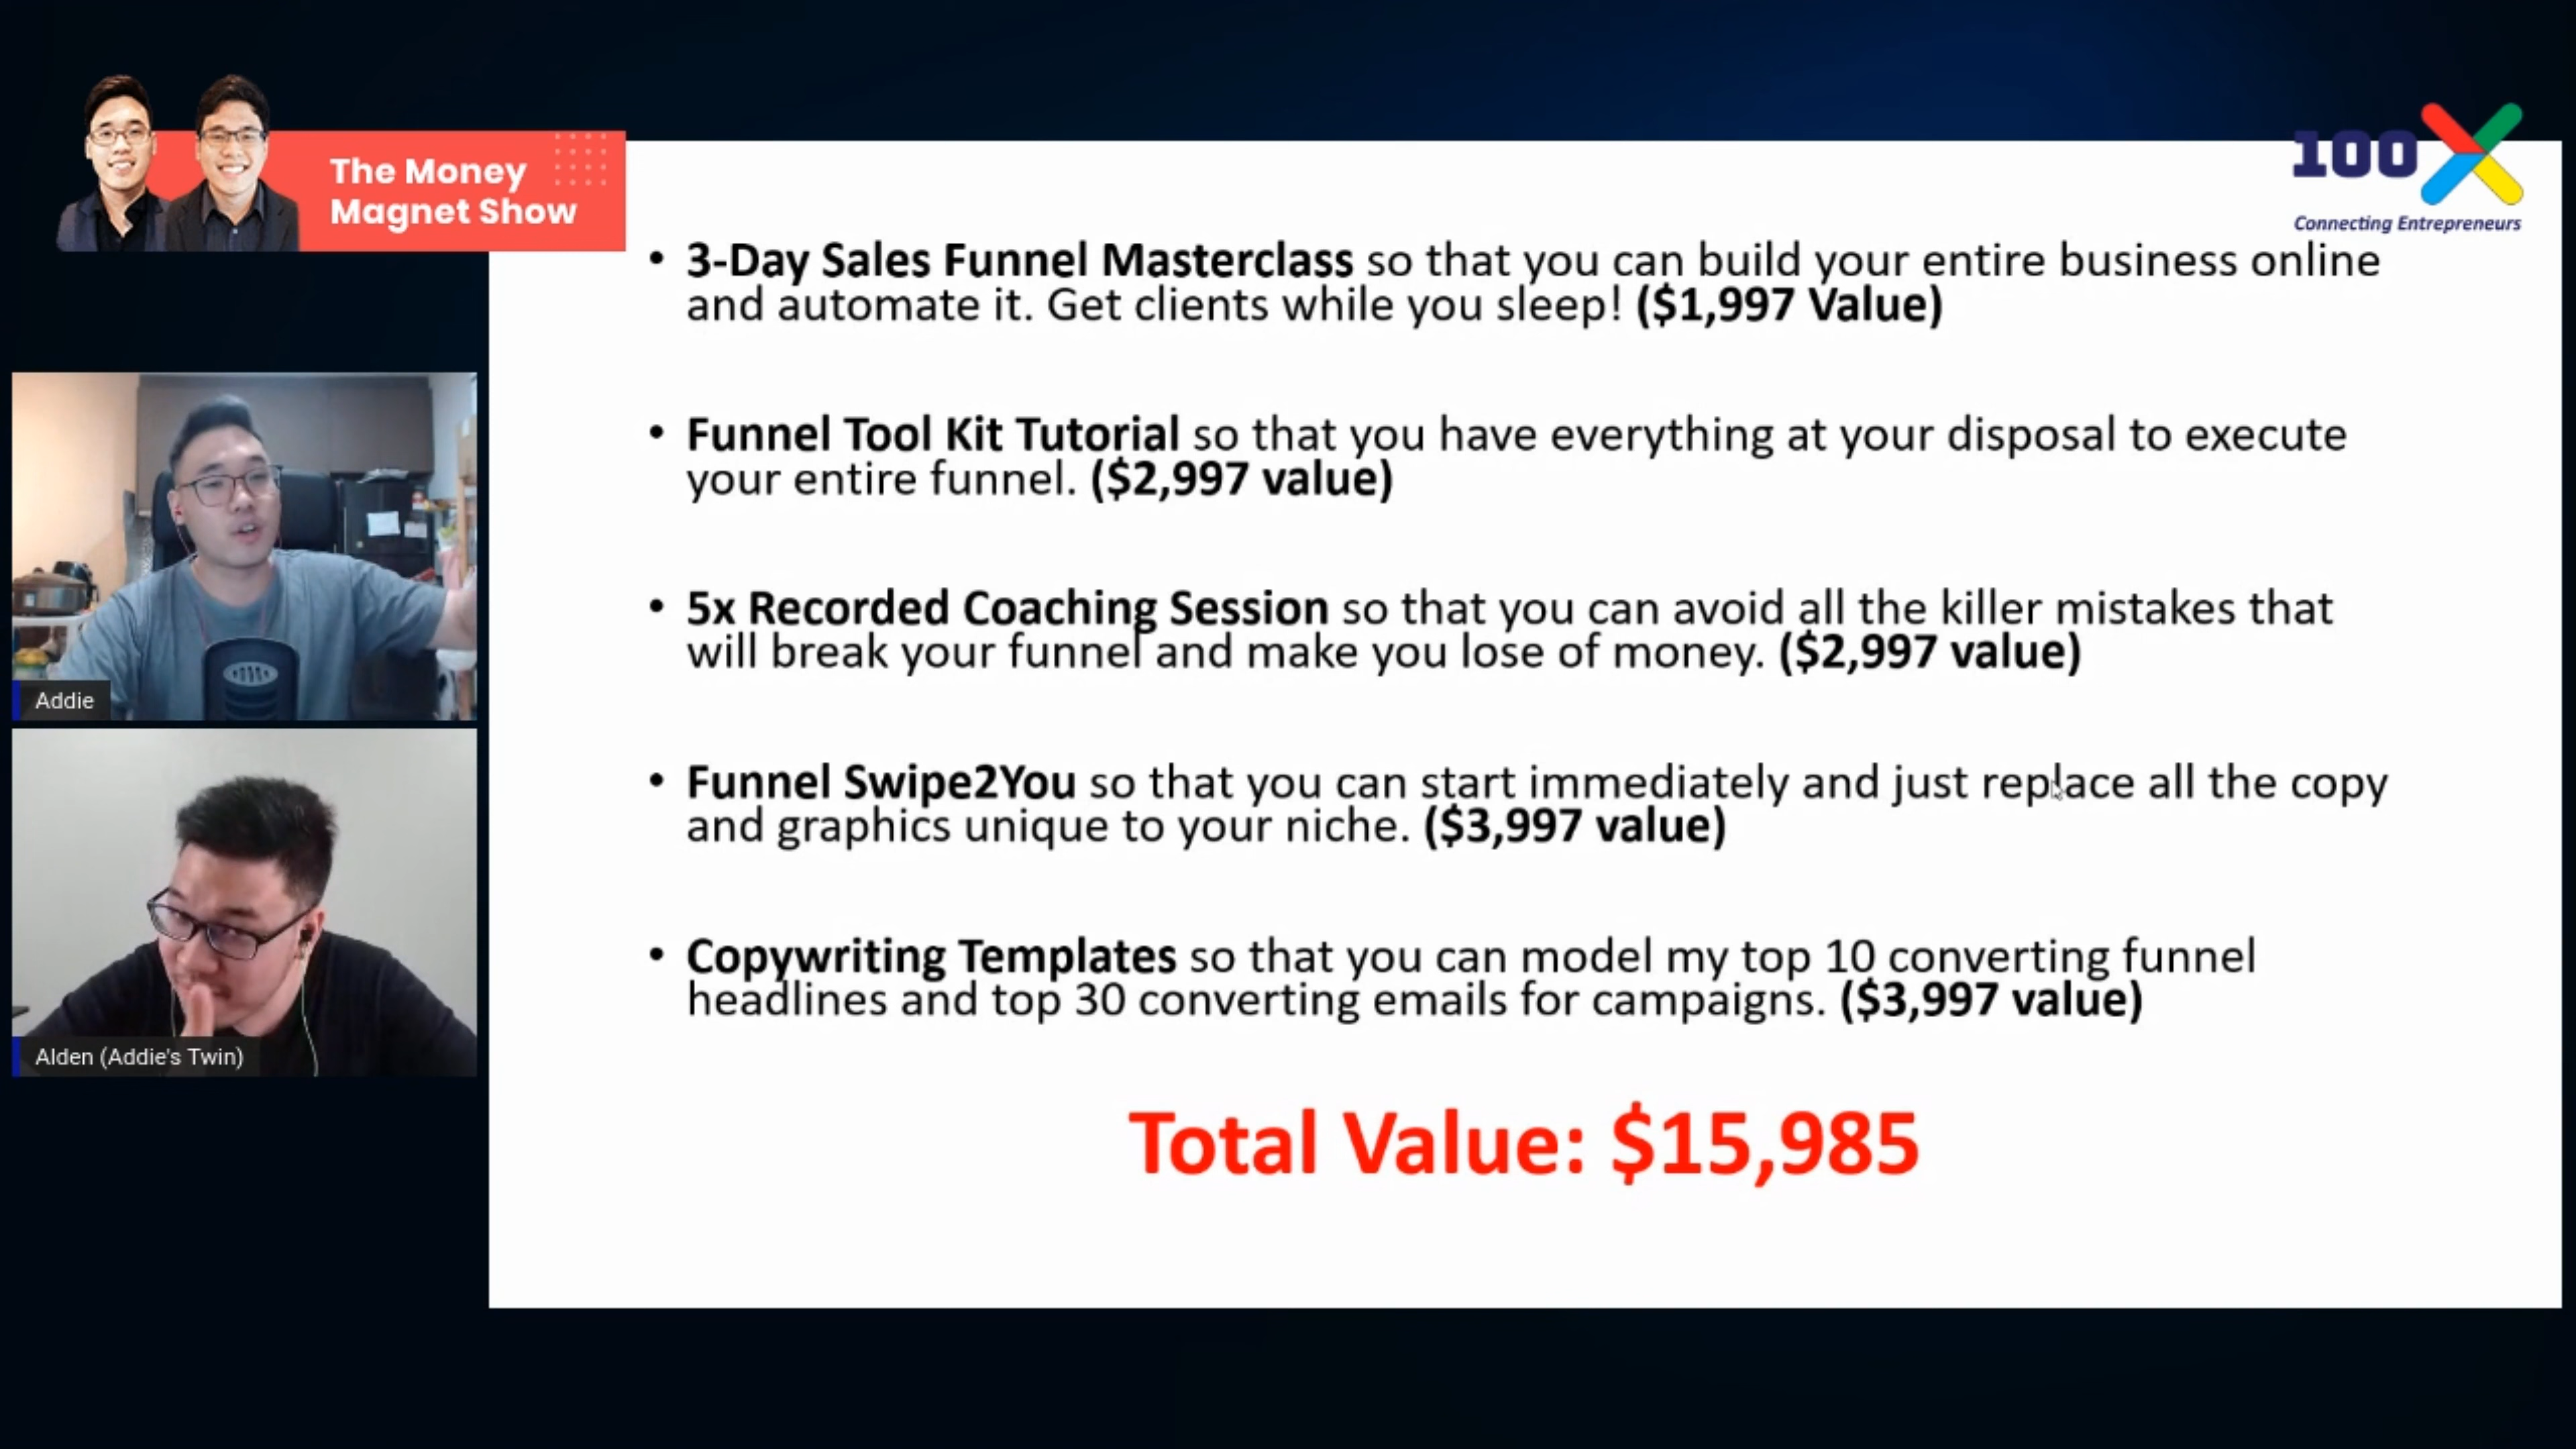 The Money
Magnet Show
100X
Connecting Entrepreneurs
• 3-Day Sales Funnel Masterclass so that you can build your entire business online
and automate it. Get clients while you sleep! ($1,997 Value)
• Funnel Tool Kit Tutorial so that you have everything at your disposal to execute
your entire funnel. ($2,997 value)
• 5x Recorded Coaching Session so that you can avoid all the killer mistakes that
will break your funnel and make you lose of money. ($2,997 value)
• Funnel Swipe2You so that you can start immediately and just replace all the copy
and graphics unique to your niche. ($3,997 value)
• Copywriting Templates so that you can model my top 10 converting funnel
headlines and top 30 converting emails for campaigns. ($3,997 value)
Total Value: $15,985
Addie
Alden (Addie's Twin)